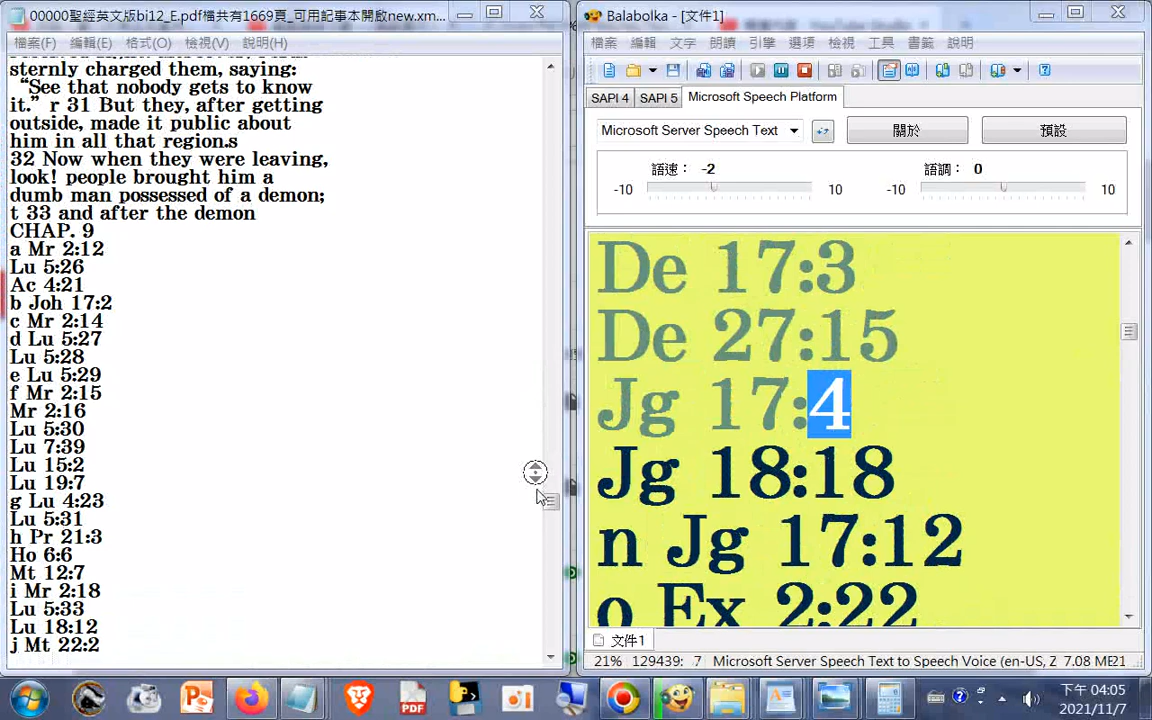 00000聖經英文版bi12_E.pdf檔共有1669頁_可用記事本開啟new.xm...
檔案(F) 編輯(E) 格式(O) 檢視(V) 說明(H)
sternly charged them, saying:
“See that nobody gets to know
it.” r 31 But they, after getting
outside, made it public about
him in all that region.s
32 Now when they were leaving,
look! people brought him a
dumb man possessed of a demon;
t 33 and after the demon
CHAP. 9
a Mr 2:12
Lu 5:26
Ac 4:21
b Joh 17:2
c Mr 2:14
d Lu 5:27
Lu 5:28
e Lu 5:29
f Mr 2:15
Mr 2:16
Lu 5:30
Lu 7:39
Lu 15:2
Lu 19:7
g Lu 4:23
Lu 5:31
h Pr 21:3
Ho 6:6
Mt 12:7
i Mr 2:18
Lu 5:33
Lu 18:12
j Mt 22:2
Balabolka - [文件1]
檔案 編輯 文字 朗讀 引擎 選項 檢視 工具 書籤 說明
SAPI 4 SAPI 5 Microsoft Speech Platform
Microsoft Server Speech Text 關於 預設
語速: -2 語調: 0
-10 10 -10 10
De 17:3
De 27:15
Jg 17:4
Jg 18:18
n Jg 17:12
o Ex 2:22
文件1
21% 129439: 7 Microsoft Server Speech Text to Speech Voice (en-US, Z 7.08 ME21
PDF
下午 04:05
2021/11/7